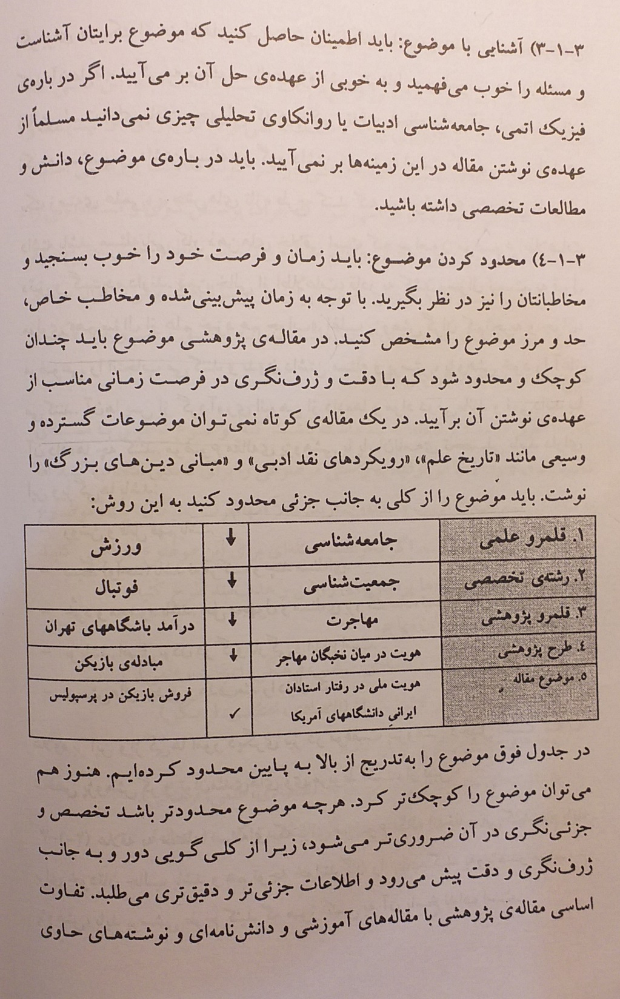 ۳-۱-۳) آشنایی با موضوع: باید اطمینان حاصل کنید که موضوع برایتان آشناست
و مسئله را خوب می‌فهمید و به خوبی از عهده‌ی حل آن بر می‌آیید. اگر در باره‌ی
فیزیک اتمی، جامعه‌شناسی ادبیات یا روانکاوی تحلیلی چیزی نمی‌دانید مسلماً از
عهده‌ی نوشتن مقاله در این زمینه‌ها بر نمی‌آیید. باید در باره‌ی موضوع، دانش و
مطالعات تخصصی داشته باشید.
۳-۱-٤) محدود کردن موضوع: باید زمان و فرصت خود را خوب بسنجید و
مخاطبانتان را نیز در نظر بگیرید. با توجه به زمان پیش‌بینی‌شده و مخاطب خاص،
حد و مرز موضوع را مشخص کنید. در مقاله‌ی پژوهشی موضوع باید چندان
کوچک و محدود شود که با دقت و ژرف‌نگری در فرصت زمانی مناسب از
عهده‌ی نوشتن آن برآیید. در یک مقاله‌ی کوتاه نمی‌توان موضوعات گسترده و
وسیعی مانند «تاریخ علم»، «رویکردهای نقد ادبی» و «مبانی دین‌های بزرگ» را
نوشت. باید موضوع را از کلی به جانب جزئی محدود کنید به این روش:
۱. قلمرو علمی جامعه‌شناسی ↓ ورزش
۲. رشته‌ی تخصصی جمعیت‌شناسی ↓ فوتبال
۳. قلمرو پژوهشی مهاجرت ↓ درآمد باشگاههای تهران
٤. طرح پژوهشی هویت در میان نخبگان مهاجر ↓ مبادله‌ی بازیکن
۵. موضوع مقاله هویت ملی در رفتار استادان فروش بازیکن در پرسپولیس
ایرانیِ دانشگاههای آمریکا ✓
در جدول فوق موضوع را به‌تدریج از بالا به پایین محدود کرده‌ایم. هنوز هم
می‌توان موضوع را کوچک‌تر کرد. هرچه موضوع محدودتر باشد تخصص و
جزئی‌نگری در آن ضروری‌تر می‌شود، زیرا از کلی‌گویی دور و به جانب
ژرف‌نگری و دقت پیش می‌رود و اطلاعات جزئی‌تر و دقیق‌تری می‌طلبد. تفاوت
اساسی مقاله‌ی پژوهشی با مقاله‌های آموزشی و دانش‌نامه‌ای و نوشته‌های حاوی